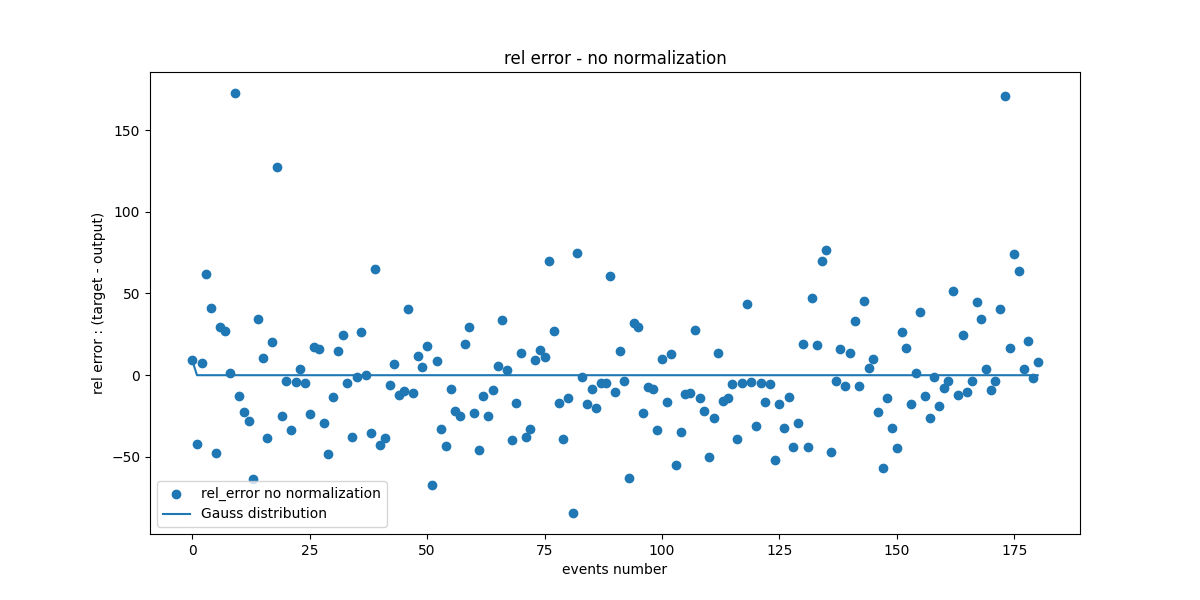 rel error - no normalization
rel error : (target - output)
150
100
50
0
−50
rel_error no normalization
Gauss distribution
0 25 50 75 100 125 150 175
events number